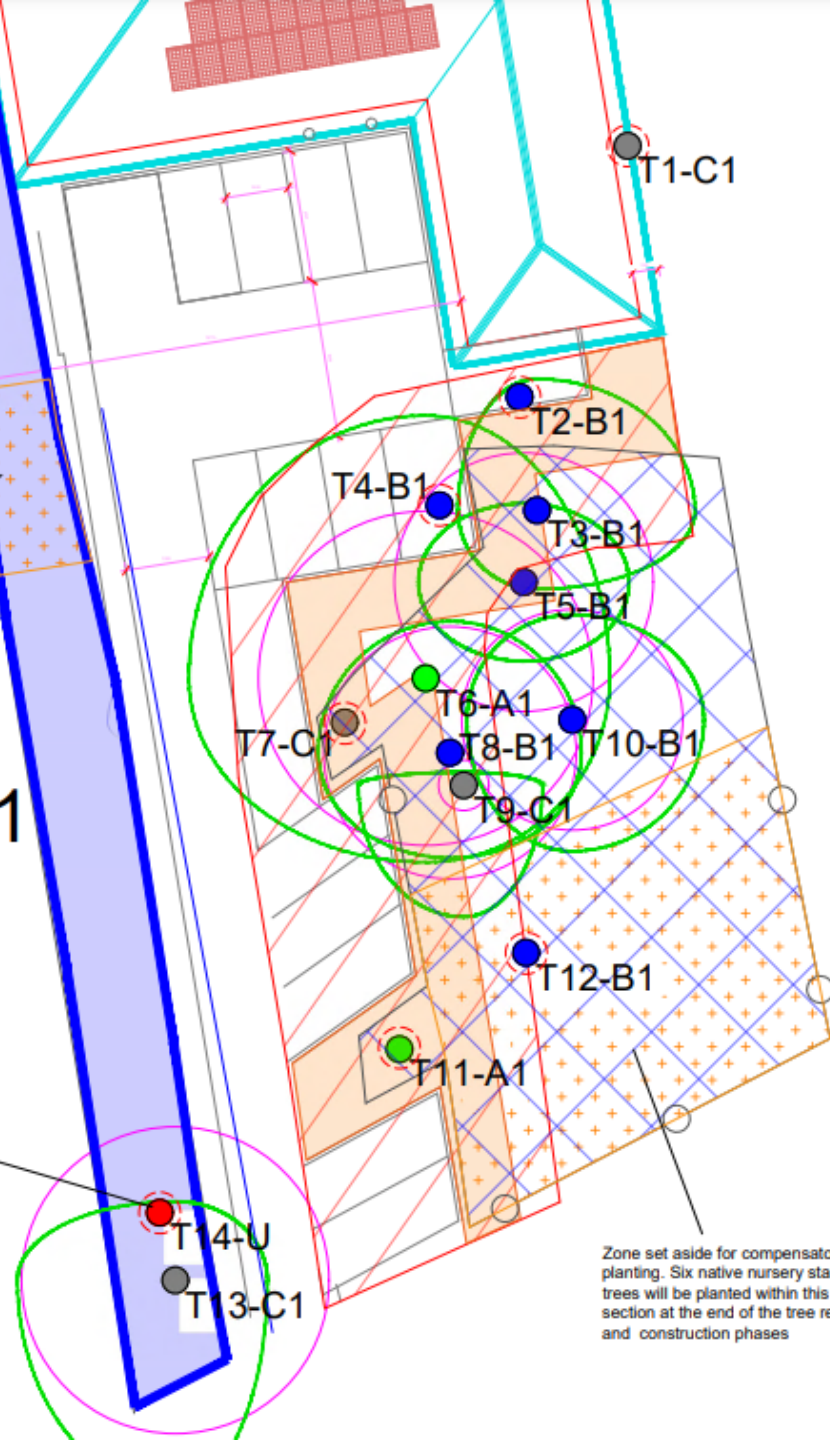 T1-C1
T2-B1
T4-B1
T3-B1
T5-B1
T6-A1
T7-C1
T8-B1
T10-B1
T9-C1
1
T12-B1
T11-A1
T14-U
T13-C1
Zone set aside for compensato
planting. Six native nursery sta
trees will be planted within this
section at the end of the tree re
and construction phases